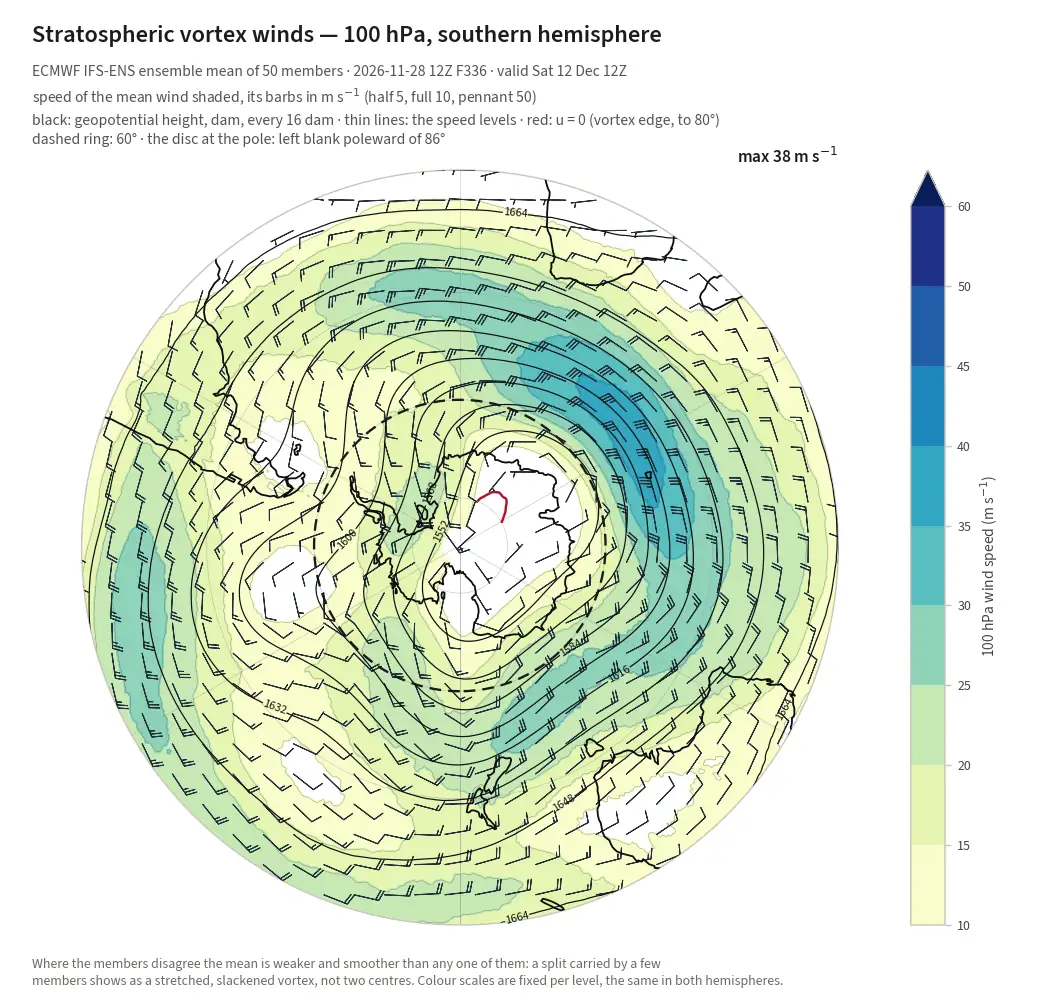 Stratospheric vortex winds — 100 hPa, southern hemisphere
ECMWF IFS-ENS ensemble mean of 50 members · 2026-11-28 12Z F336 · valid Sat 12 Dec 12Z
speed of the mean wind shaded, its barbs in m s⁻¹ (half 5, full 10, pennant 50)
black: geopotential height, dam, every 16 dam · thin lines: the speed levels · red: u = 0 (vortex edge, to 80°)
dashed ring: 60° · the disc at the pole: left blank poleward of 86°
max 38 m s⁻¹
1664
1552
1600
1584
1616
1632
1648
1664
1664
60
50
45
40
35
30
25
20
15
10
100 hPa wind speed (m s⁻¹)
Where the members disagree the mean is weaker and smoother than any one of them: a split carried by a few
members shows as a stretched, slackened vortex, not two centres. Colour scales are fixed per level, the same in both hemispheres.